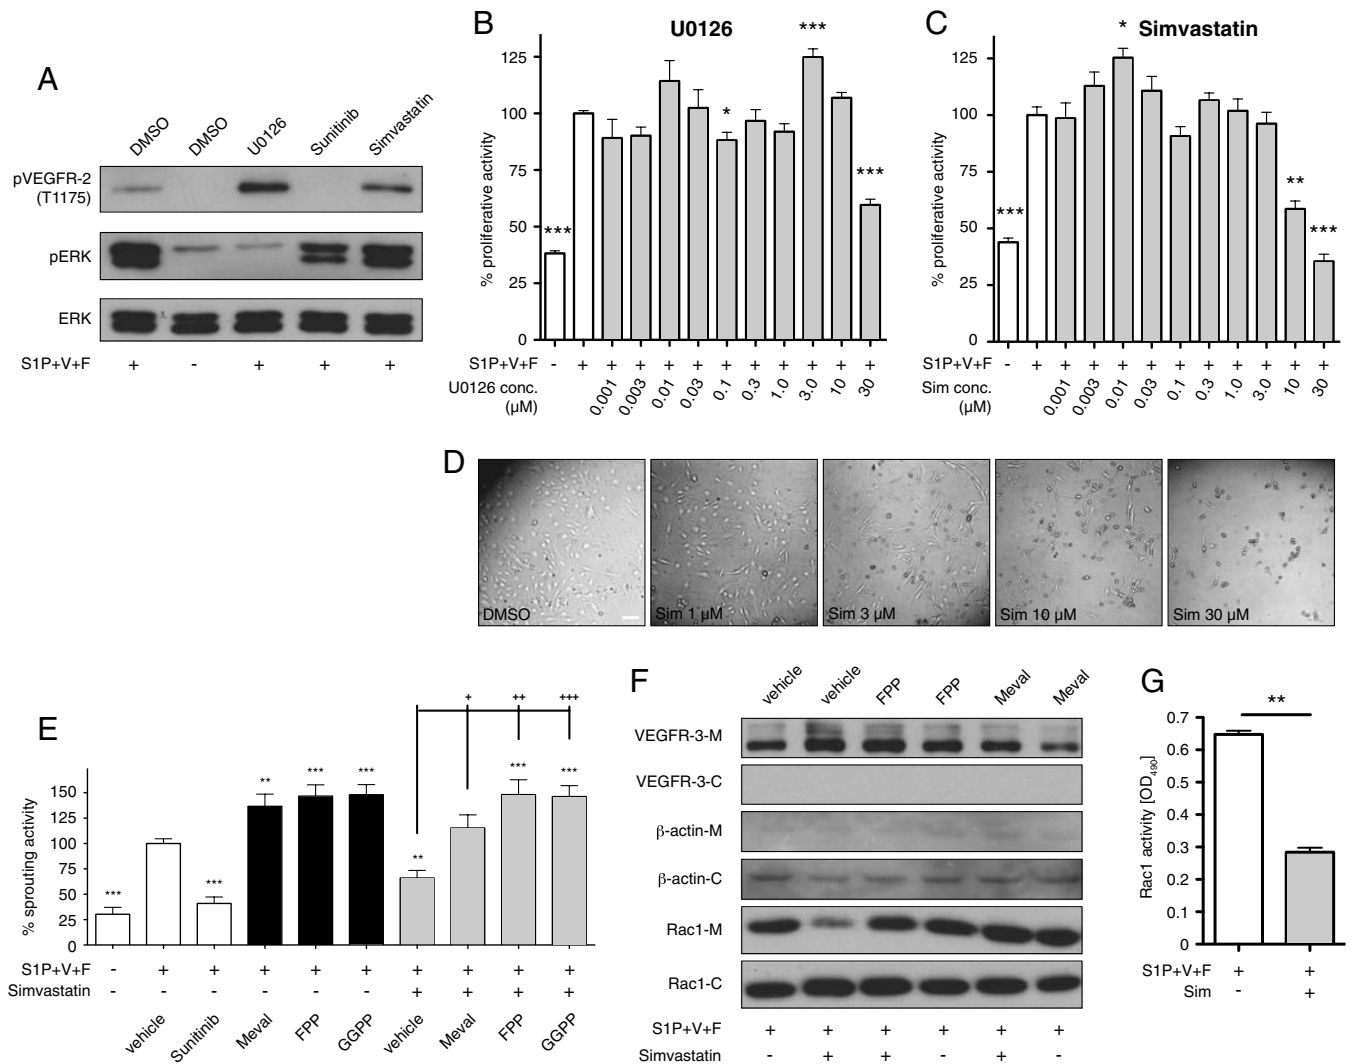 A
DMSO DMSO U0126 Sunitinib Simvastatin
pVEGFR-2
(T1175)
pERK
ERK
S1P+V+F + - + + +
B
U0126
% proliferative activity
125
100
75
50
25
0
*** * *** ***
S1P+V+F - + + + + + + + + + + +
U0126 conc.
(µM)
0.001 0.003 0.01 0.03 0.1 0.3 1.0 3.0 10 30
C
* Simvastatin
% proliferative activity
125
100
75
50
25
0
*** ** ***
S1P+V+F - + + + + + + + + + + +
Sim conc.
(µM)
0.001 0.003 0.01 0.03 0.1 0.3 1.0 3.0 10 30
D
DMSO
Sim 1 µM
Sim 3 µM
Sim 10 µM
Sim 30 µM
E
% sprouting activity
150
125
100
75
50
25
0
+ ++ +++
*** *** ** *** *** ** *** ***
S1P+V+F - + + + + + + + + +
Simvastatin - - - - - - + + + +
vehicle Sunitinib Meval FPP GGPP vehicle Meval FPP GGPP
F
vehicle vehicle FPP FPP Meval Meval
VEGFR-3-M
VEGFR-3-C
β-actin-M
β-actin-C
Rac1-M
Rac1-C
S1P+V+F + + + + + +
Simvastatin - + + - + -
G
**
Rac1 activity [OD490]
0.7
0.6
0.5
0.4
0.3
0.2
0.1
0
S1P+V+F + +
Sim - +